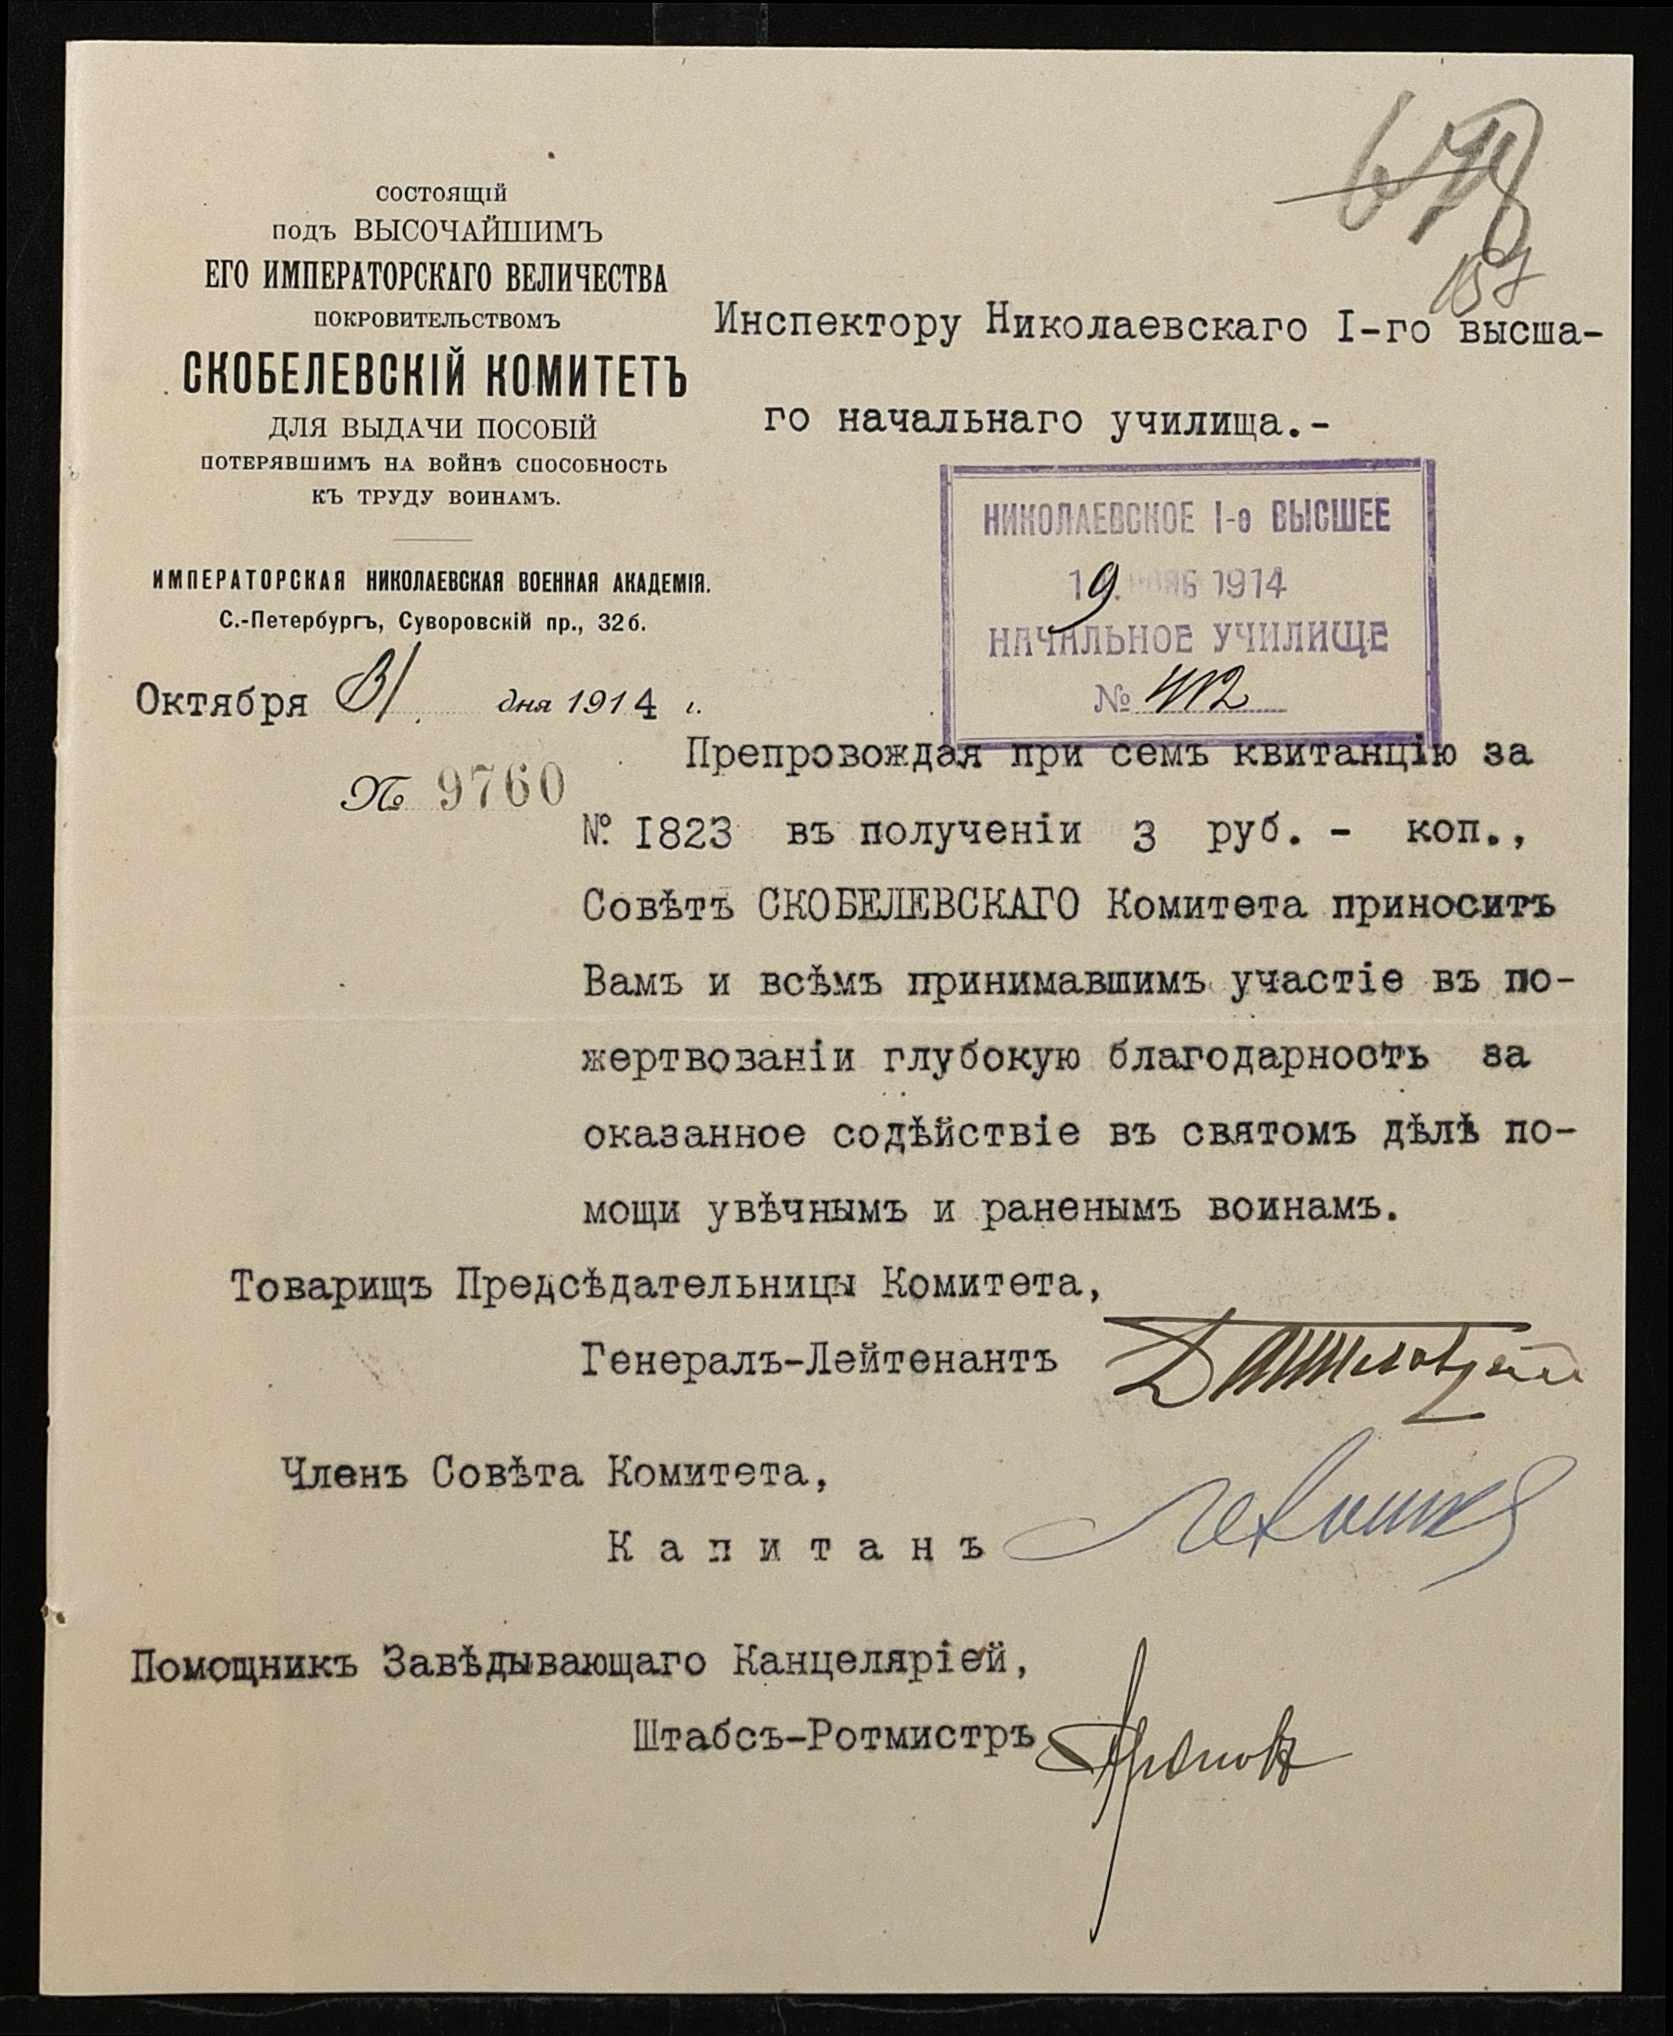 СОСТОЯЩІЙ
ПОДЪ ВЫСОЧАЙШИМЪ
ЕГО ИМПЕРАТОРСКАГО ВЕЛИЧЕСТВА
ПОКРОВИТЕЛЬСТВОМЪ
СКОБЕЛЕВСКІЙ КОМИТЕТЪ
ДЛЯ ВЫДАЧИ ПОСОБІЙ
ПОТЕРЯВШИМЪ НА ВОЙНѢ СПОСОБНОСТЬ
КЪ ТРУДУ ВОИНАМЪ.
ИМПЕРАТОРСКАЯ НИКОЛАЕВСКАЯ ВОЕННАЯ АКАДЕМІЯ.
С.-Петербургъ, Суворовскій пр., 32б.
Октября 31 дня 1914 г.
№ 9760
157
Инспектору Николаевскаго I-го высша-
го начальнаго училища.-
НИКОЛАЕВСКОЕ I-е ВЫСШЕЕ
19 НОЯБ 1914
НАЧАЛЬНОЕ УЧИЛИЩЕ
№ 412
Препровождая при семъ квитанцію за
№ I823 въ полученіи 3 руб. - коп.,
Совѣтъ СКОБЕЛЕВСКАГО Комитета приноситъ
Вамъ и всѣмъ принимавшимъ участіе въ по-
жертвованіи глубокую благодарность за
оказанное содѣйствіе въ святомъ дѣлѣ по-
мощи увѣчнымъ и раненымъ воинамъ.
Товарищъ Предсѣдательницы Комитета,
Генералъ-Лейтенантъ
Членъ Совѣта Комитета,
Капитанъ
Помощникъ Завѣдывающаго Канцеляріей,
Штабсъ-Ротмистръ